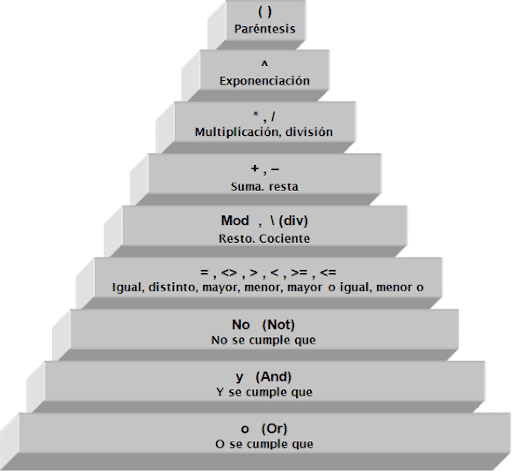 ( )
Paréntesis
^
Exponenciación
* , /
Multiplicación, división
+ , –
Suma. resta
Mod , \ (div)
Resto. Cociente
= , <> , > , < , >= , <=
Igual, distinto, mayor, menor, mayor o igual, menor o
No (Not)
No se cumple que
y (And)
Y se cumple que
o (Or)
O se cumple que